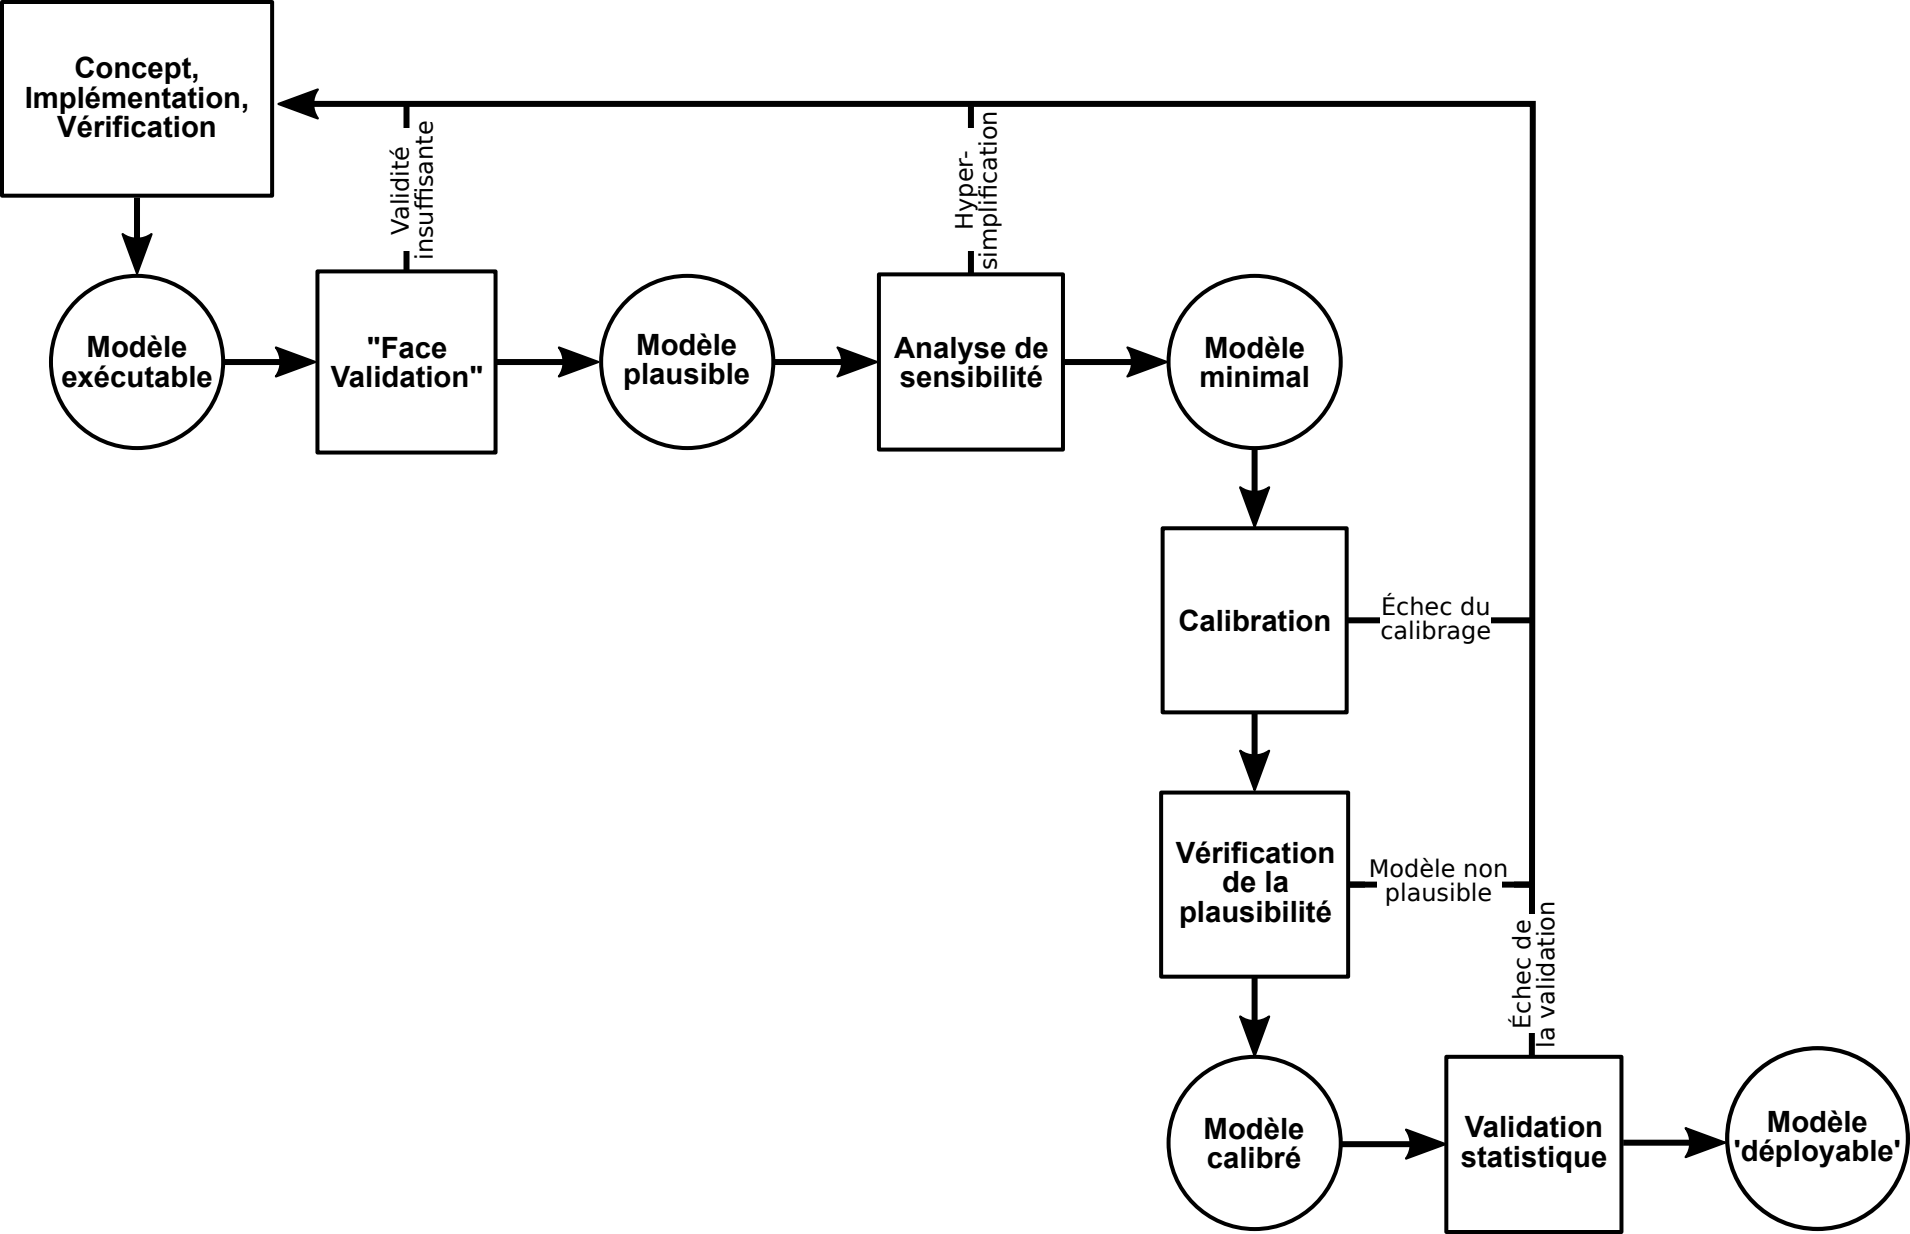 Concept,
Implémentation,
Vérification
Validité
insuffisante
Hyper-
simplification
Modèle
exécutable
"Face
Validation"
Modèle
plausible
Analyse de
sensibilité
Modèle
minimal
Calibration
Échec du
calibrage
Vérification
de la
plausibilité
Modèle non
plausible
Échec de
la validation
Modèle
calibré
Validation
statistique
Modèle
'déployable'